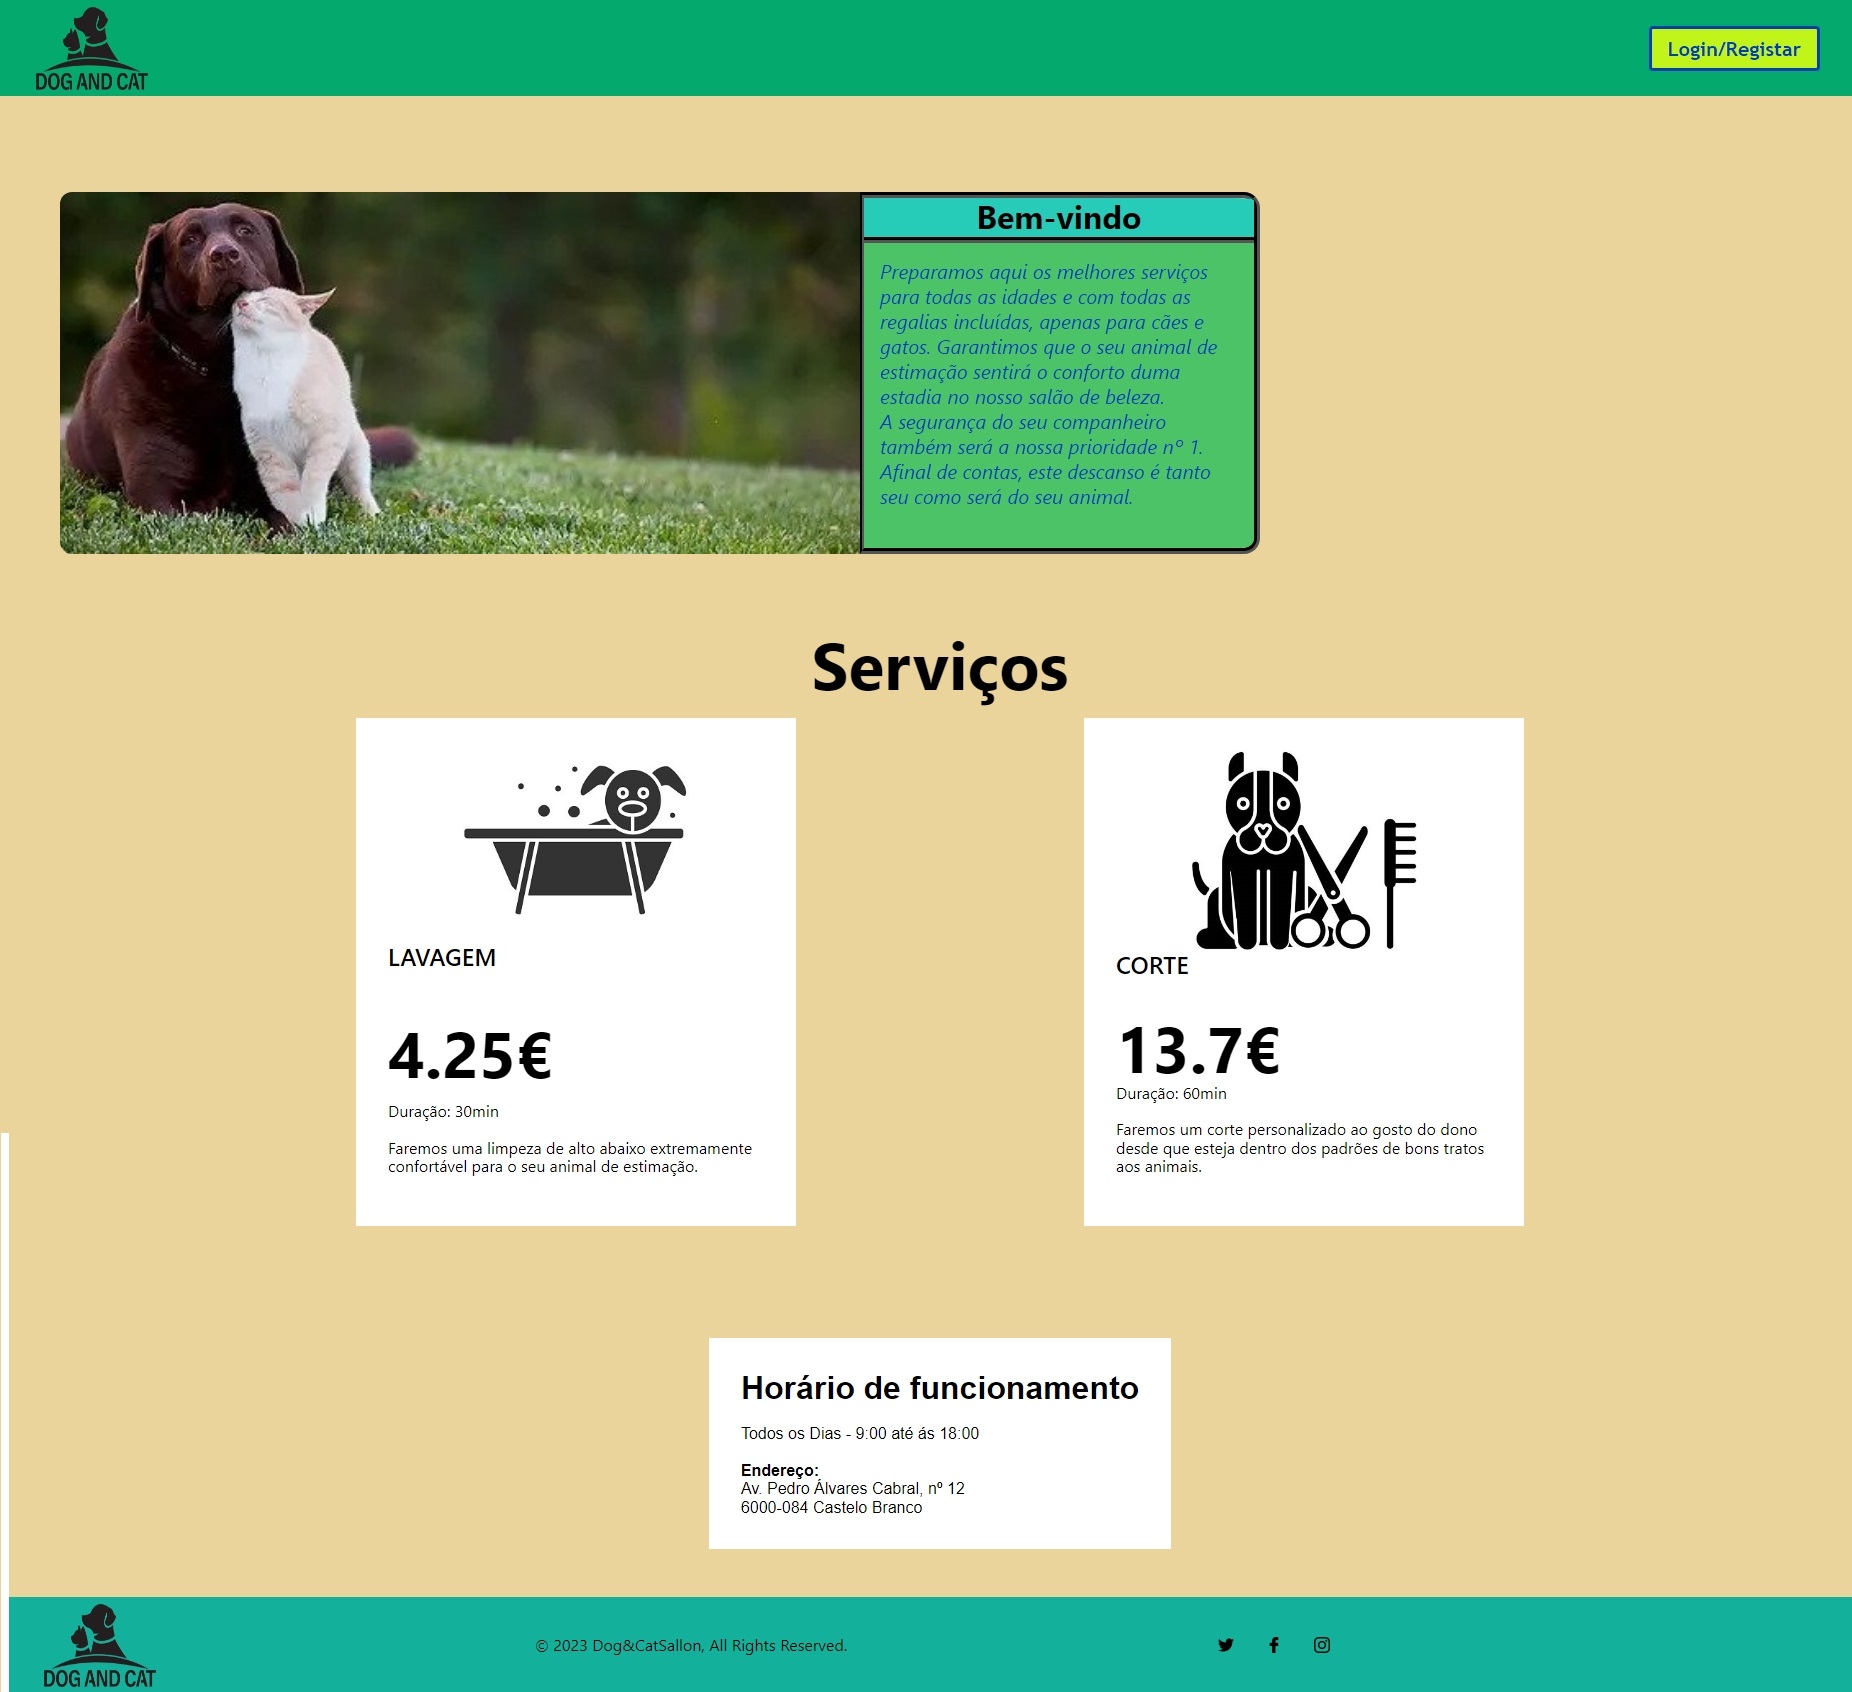 DOG AND CAT
Login/Registar
Bem-vindo
Preparamos aqui os melhores serviços
para todas as idades e com todas as
regalias incluídas, apenas para cães e
gatos. Garantimos que o seu animal de
estimação sentirá o conforto duma
estadia no nosso salão de beleza.
A segurança do seu companheiro
também será a nossa prioridade nº 1.
Afinal de contas, este descanso é tanto
seu como será do seu animal.
Serviços
LAVAGEM
4.25€
Duração: 30min
Faremos uma limpeza de alto abaixo extremamente
confortável para o seu animal de estimação.
CORTE
13.7€
Duração: 60min
Faremos um corte personalizado ao gosto do dono
desde que esteja dentro dos padrões de bons tratos
aos animais.
Horário de funcionamento
Todos os Dias - 9:00 até ás 18:00
Endereço:
Av. Pedro Álvares Cabral, nº 12
6000-084 Castelo Branco
DOG AND CAT
© 2023 Dog&CatSallon, All Rights Reserved.